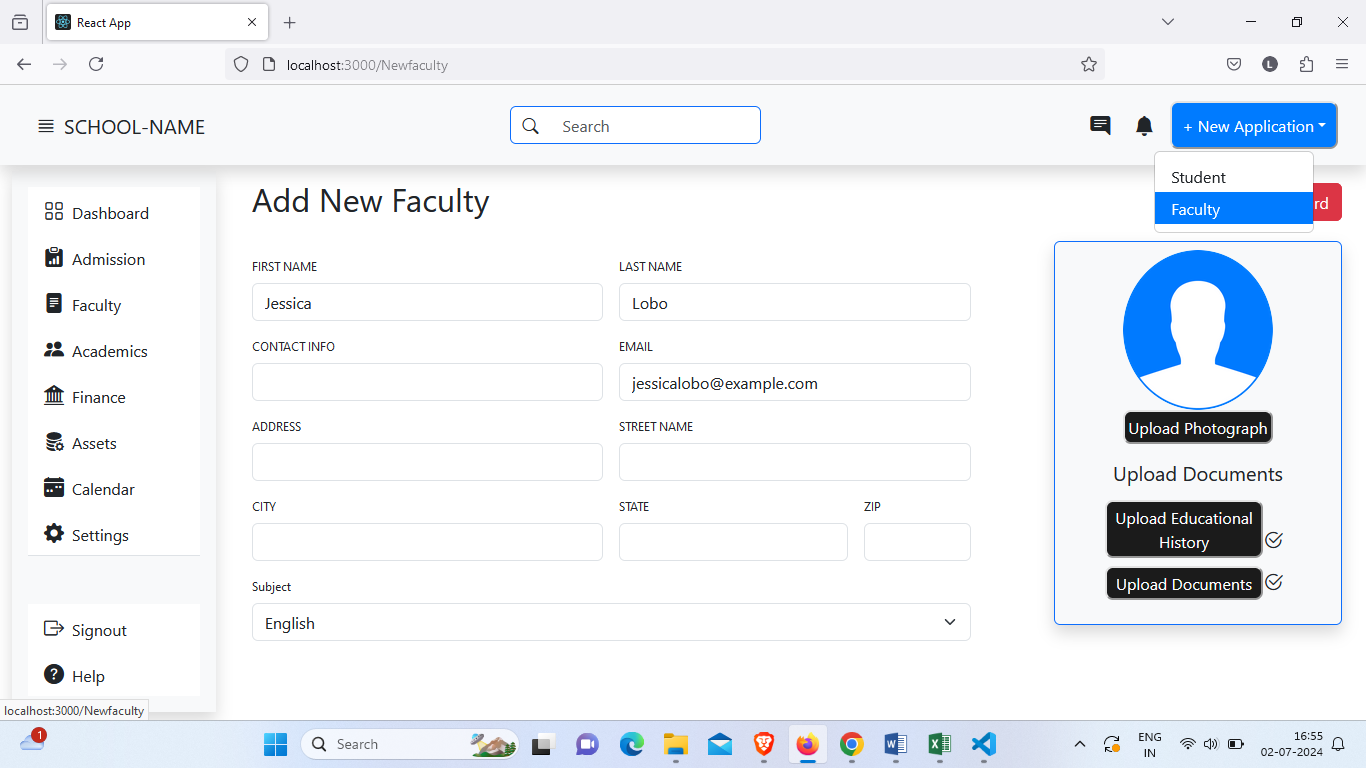 React App
localhost:3000/Newfaculty
L
SCHOOL-NAME
Search
+ New Application
Student
Faculty
rd
Dashboard
Admission
Faculty
Academics
Finance
Assets
Calendar
Settings
Signout
Help
Add New Faculty
FIRST NAME
LAST NAME
Jessica
Lobo
CONTACT INFO
EMAIL
jessicalobo@example.com
ADDRESS
STREET NAME
CITY
STATE
ZIP
Subject
English
Upload Photograph
Upload Documents
Upload Educational
History
Upload Documents
localhost:3000/Newfaculty
1
Search
ENG
IN
16:55
02-07-2024